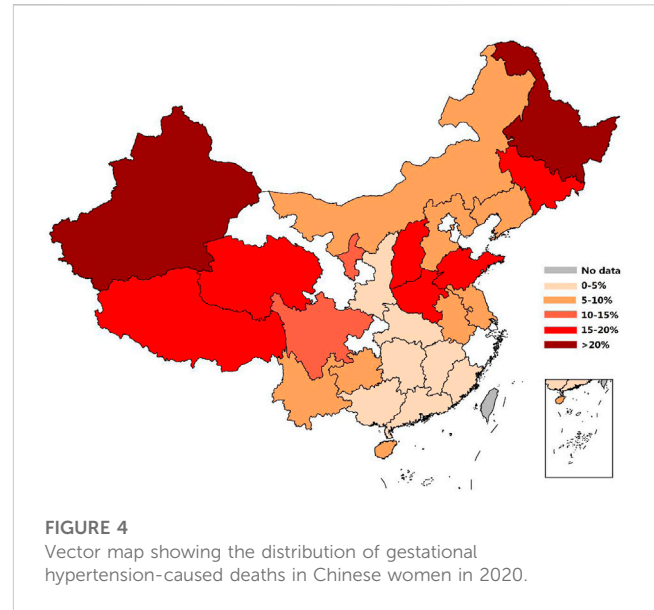 No data
0-5%
5-10%
10-15%
15-20%
>20%
FIGURE 4
Vector map showing the distribution of gestational
hypertension-caused deaths in Chinese women in 2020.